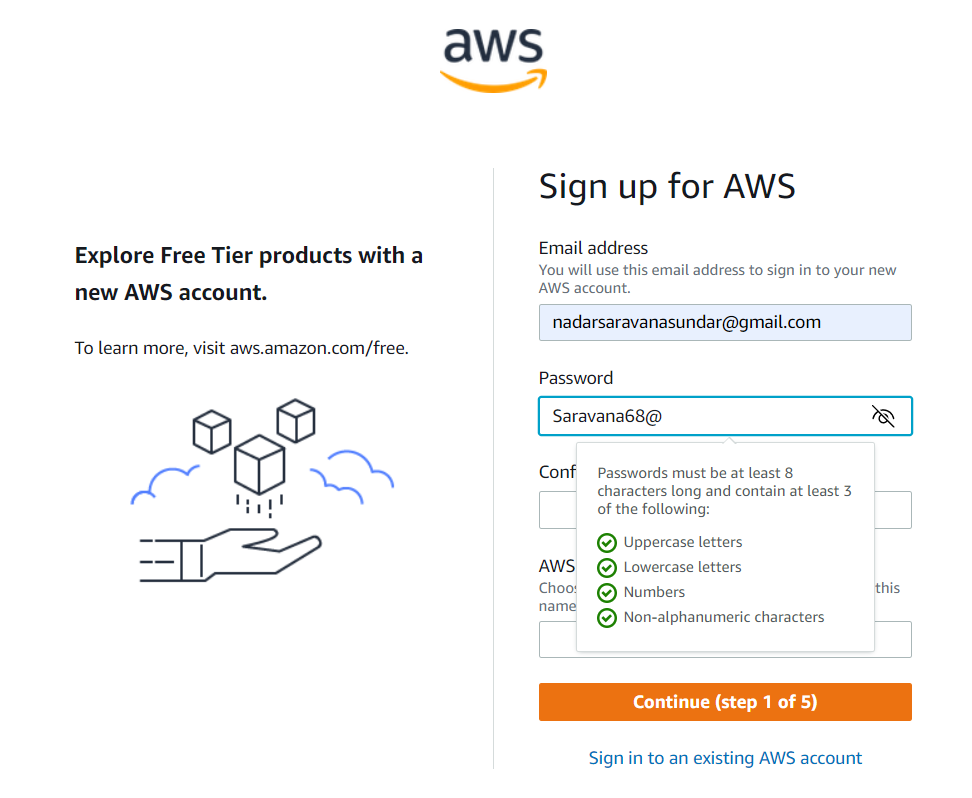 aws
Explore Free Tier products with a
new AWS account.
To learn more, visit aws.amazon.com/free.
Sign up for AWS
Email address
You will use this email address to sign in to your new
AWS account.
nadarsaravanasundar@gmail.com
Password
Saravana68@
Conf
Passwords must be at least 8
characters long and contain at least 3
of the following:
Uppercase letters
Lowercase letters
Numbers
Non-alphanumeric characters
AWS
Choo
this
name
Continue (step 1 of 5)
Sign in to an existing AWS account